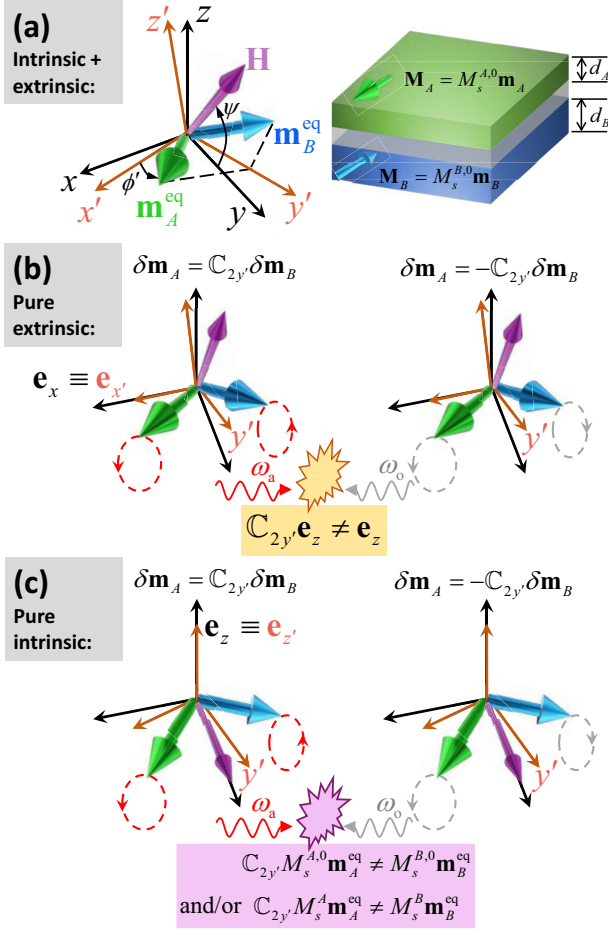 (a)
Intrinsic +
extrinsic:
z′
z
H
ψ
𝐦_B^eq
x
x′
ϕ′
𝐦_A^eq
y
y′
𝐌_A = M_s^{A,0} 𝐦_A
d_A
d_B
𝐌_B = M_s^{B,0} 𝐦_B
(b)
Pure
extrinsic:
δ𝐦_A = ℂ_{2y′} δ𝐦_B
δ𝐦_A = −ℂ_{2y′} δ𝐦_B
𝐞_x ≡ 𝐞_{x′}
y′
y′
ω_a
ω_o
ℂ_{2y′} 𝐞_z ≠ 𝐞_z
(c)
Pure
intrinsic:
δ𝐦_A = ℂ_{2y′} δ𝐦_B
δ𝐦_A = −ℂ_{2y′} δ𝐦_B
𝐞_z ≡ 𝐞_{z′}
y′
y′
ω_a
ω_o
ℂ_{2y′} M_s^{A,0} 𝐦_A^eq ≠ M_s^{B,0} 𝐦_B^eq
and/or ℂ_{2y′} M_s^A 𝐦_A^eq ≠ M_s^B 𝐦_B^eq